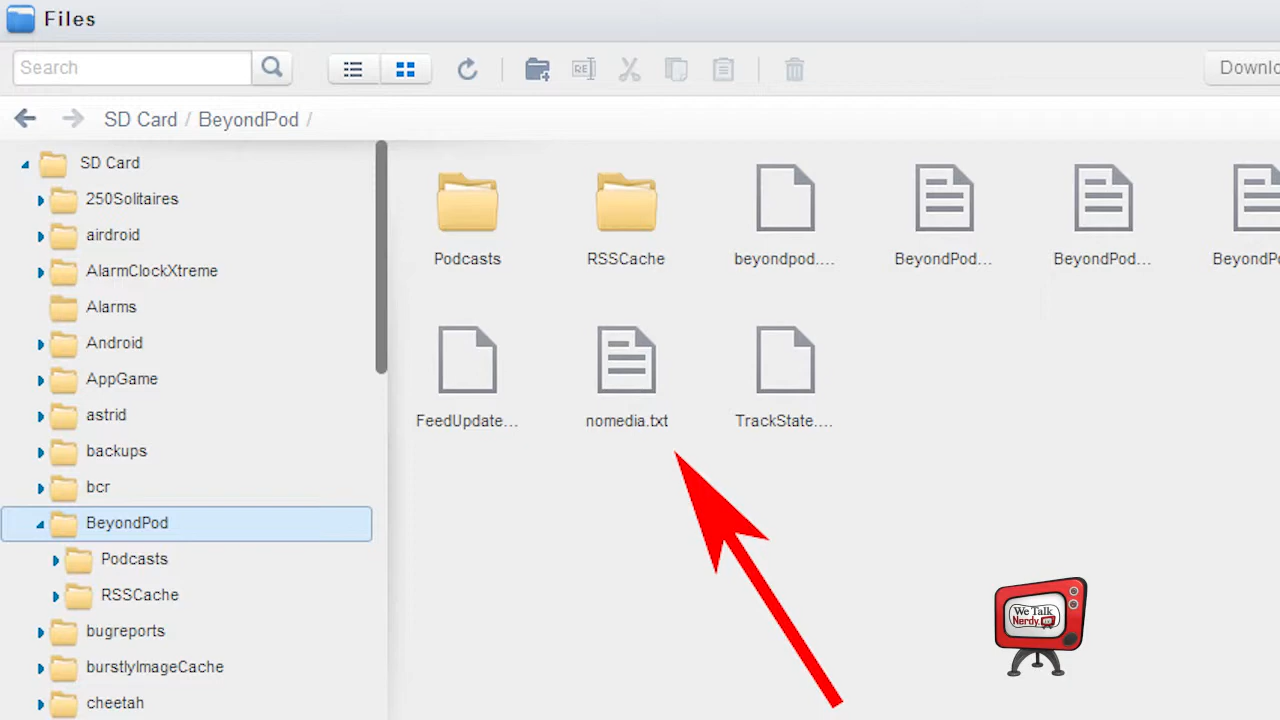 Files
Search
Downlo
SD Card / BeyondPod /
SD Card
250Solitaires
airdroid
AlarmClockXtreme
Alarms
Android
AppGame
astrid
backups
bcr
BeyondPod
Podcasts
RSSCache
bugreports
burstlyImageCache
cheetah
Podcasts
RSSCache
beyondpod....
BeyondPod...
BeyondPod...
BeyondPo
FeedUpdate...
nomedia.txt
TrackState....
We Talk
Nerdy